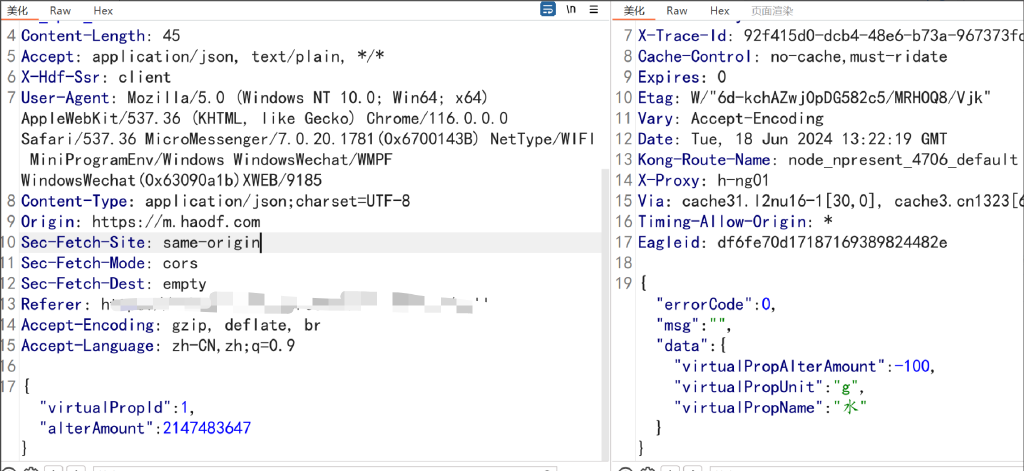 美化 Raw Hex \n
4 Content-Length: 45
5 Accept: application/json, text/plain, */*
6 X-Hdf-Ssr: client
7 User-Agent: Mozilla/5.0 (Windows NT 10.0; Win64; x64)
AppleWebKit/537.36 (KHTML, like Gecko) Chrome/116.0.0.0
Safari/537.36 MicroMessenger/7.0.20.1781(0x6700143B) NetType/WIFI
MiniProgramEnv/Windows WindowsWechat/WMPF
WindowsWechat(0x63090a1b)XWEB/9185
8 Content-Type: application/json;charset=UTF-8
9 Origin: https://m.haodf.com
10 Sec-Fetch-Site: same-origin
11 Sec-Fetch-Mode: cors
12 Sec-Fetch-Dest: empty
13 Referer:
14 Accept-Encoding: gzip, deflate, br
15 Accept-Language: zh-CN,zh;q=0.9
16
17 {
"virtualPropId":1,
"alterAmount":2147483647
}
美化 Raw Hex 页面渲染
7 X-Trace-Id: 92f415d0-dcb4-48e6-b73a-967373fc
8 Cache-Control: no-cache,must-ridate
9 Expires: 0
10 Etag: W/"6d-kchAZwj0pDG582c5/MRHOQ8/Vjk"
11 Vary: Accept-Encoding
12 Date: Tue, 18 Jun 2024 13:22:19 GMT
13 Kong-Route-Name: node_npresent_4706_default
14 X-Proxy: h-ng01
15 Via: cache31.l2nu16-1[30,0], cache3.cn1323[6
16 Timing-Allow-Origin: *
17 Eagleid: df6fe70d17187169389824482e
18
19 {
"errorCode":0,
"msg":"",
"data":{
"virtualPropAlterAmount":-100,
"virtualPropUnit":"g",
"virtualPropName":"水"
}
}